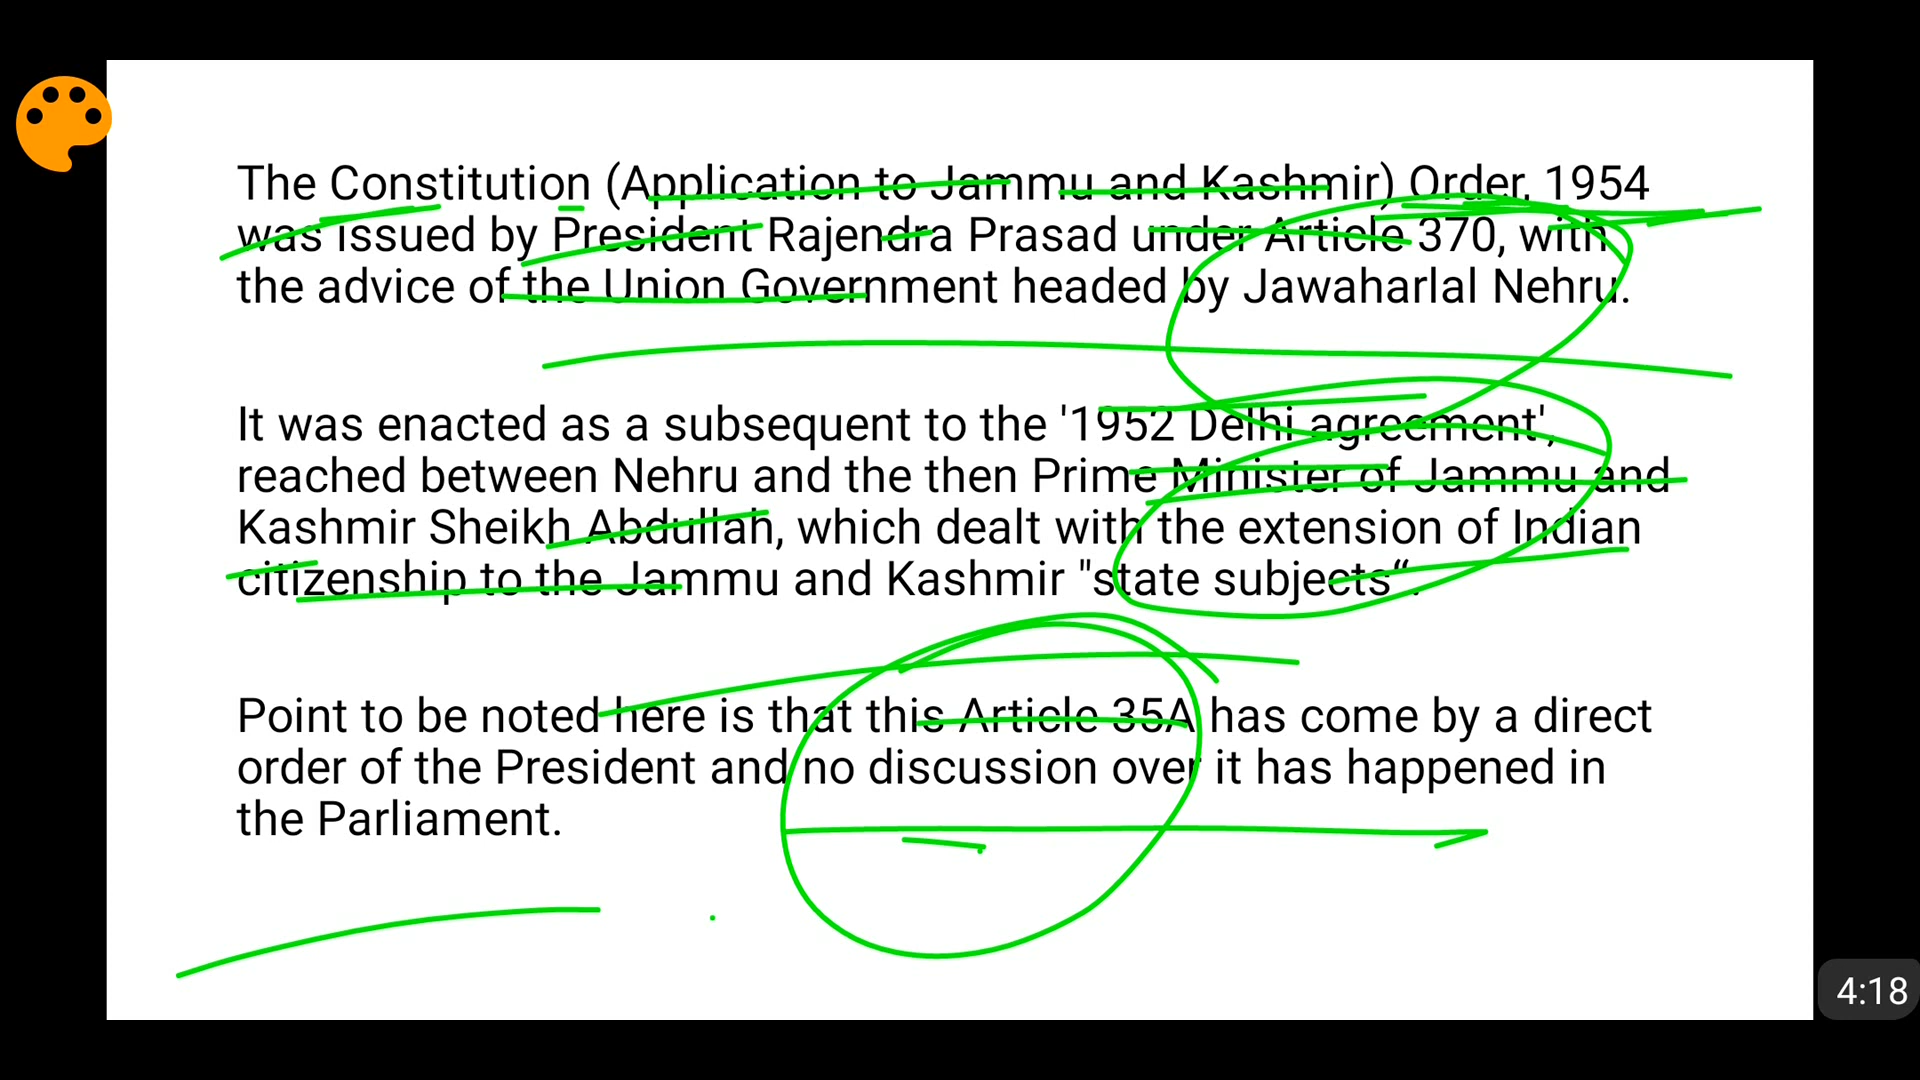 The Constitution (Application to Jammu and Kashmir) Order, 1954
was issued by President Rajendra Prasad under Article 370, with
the advice of the Union Government headed by Jawaharlal Nehru.
It was enacted as a subsequent to the '1952 Delhi agreement',
reached between Nehru and the then Prime Minister of Jammu and
Kashmir Sheikh Abdullah, which dealt with the extension of Indian
citizenship to the Jammu and Kashmir "state subjects“.
Point to be noted here is that this Article 35A has come by a direct
order of the President and no discussion over it has happened in
the Parliament.
4:18